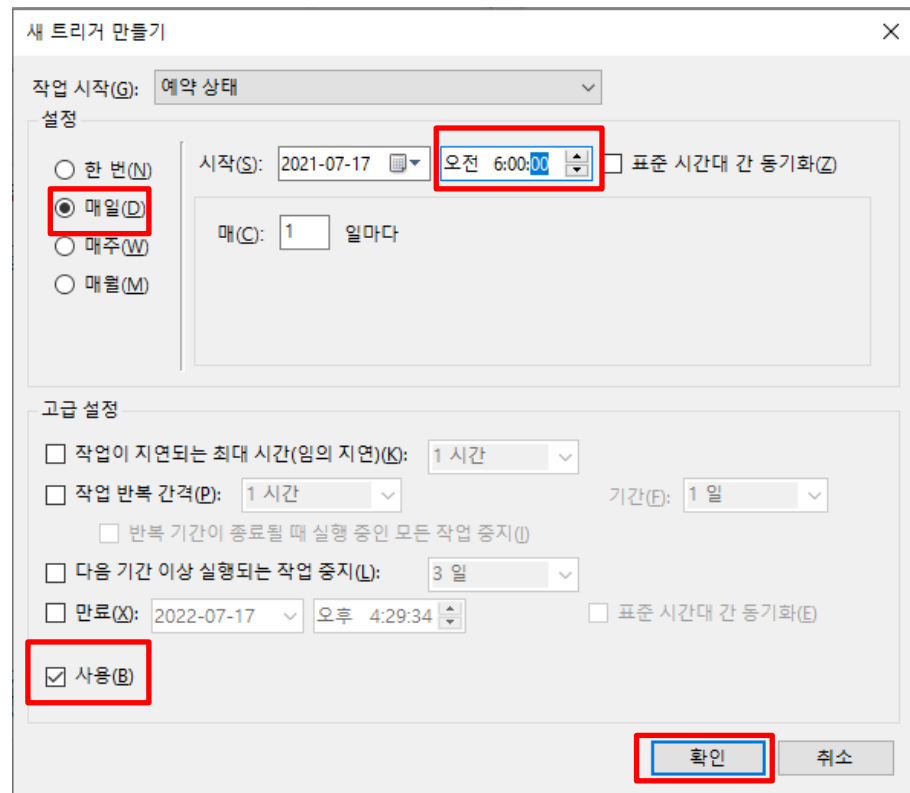 새 트리거 만들기
작업 시작(G): 예약 상태
설정
한 번(N)
매일(D)
매주(W)
매월(M)
시작(S): 2021-07-17 오전 6:00:00 표준 시간대 간 동기화(Z)
매(C): 1 일마다
고급 설정
작업이 지연되는 최대 시간(임의 지연)(K): 1 시간
작업 반복 간격(P): 1 시간 기간(F): 1 일
반복 기간이 종료될 때 실행 중인 모든 작업 중지(I)
다음 기간 이상 실행되는 작업 중지(L): 3 일
만료(X): 2022-07-17 오후 4:29:34 표준 시간대 간 동기화(E)
사용(B)
확인 취소